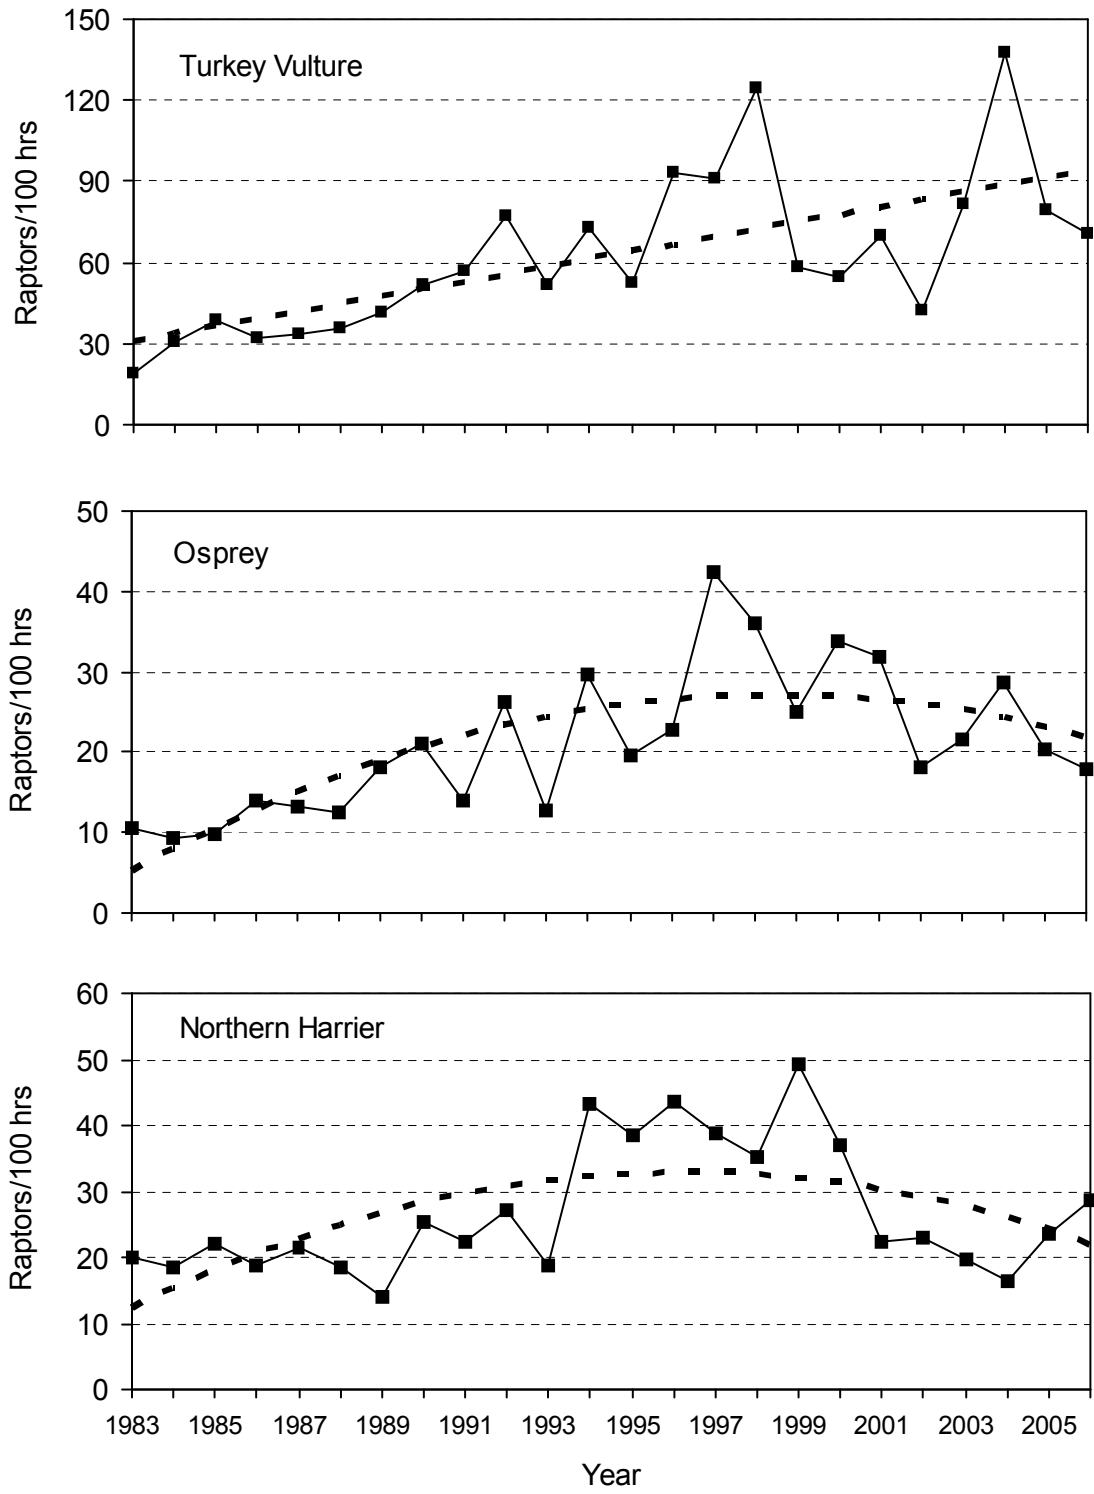 Turkey Vulture
Raptors/100 hrs
150
120
90
60
30
0
Osprey
Raptors/100 hrs
50
40
30
20
10
0
Northern Harrier
Raptors/100 hrs
60
50
40
30
20
10
0
1983 1985 1987 1989 1991 1993 1995 1997 1999 2001 2003 2005
Year